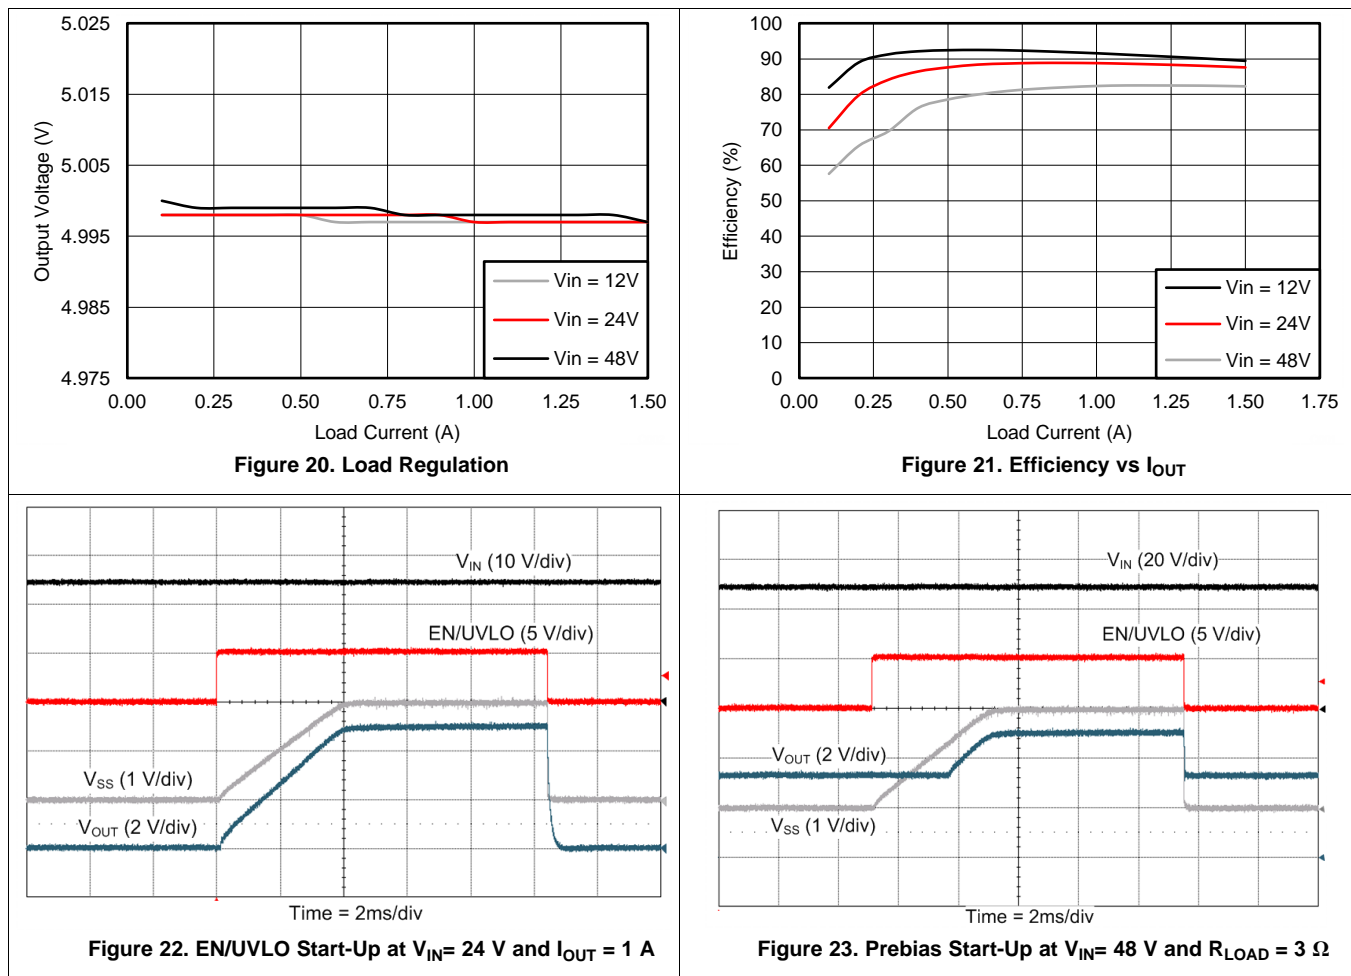 5.025
5.015
5.005
4.995
4.985
4.975
Output Voltage (V)
0.00 0.25 0.50 0.75 1.00 1.25 1.50
Load Current (A)
Vin = 12V
Vin = 24V
Vin = 48V
Figure 20. Load Regulation
100
90
80
70
60
50
40
30
20
10
0
Efficiency (%)
0.00 0.25 0.50 0.75 1.00 1.25 1.50 1.75
Load Current (A)
Vin = 12V
Vin = 24V
Vin = 48V
Figure 21. Efficiency vs IOUT
VIN (10 V/div)
EN/UVLO (5 V/div)
VSS (1 V/div)
VOUT (2 V/div)
Time = 2ms/div
Figure 22. EN/UVLO Start-Up at VIN= 24 V and IOUT = 1 A
VIN (20 V/div)
EN/UVLO (5 V/div)
VOUT (2 V/div)
VSS (1 V/div)
Time = 2ms/div
Figure 23. Prebias Start-Up at VIN= 48 V and RLOAD = 3 Ω